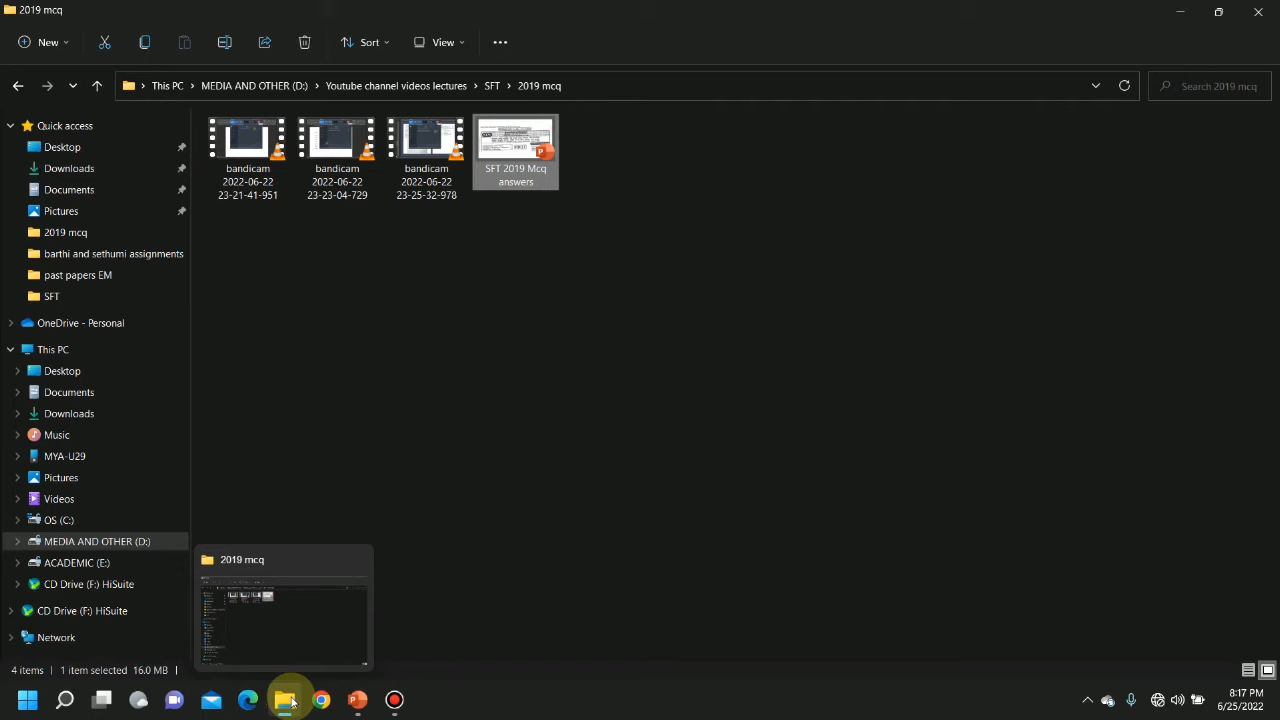 2019 mcq
New
Sort
View
This PC
MEDIA AND OTHER (D:)
Youtube channel videos lectures
SFT
2019 mcq
Search 2019 mcq
Quick access
Desktop
Downloads
Documents
Pictures
2019 mcq
barthi and sethumi assignments
past papers EM
SFT
OneDrive - Personal
This PC
Desktop
Documents
Downloads
Music
MYA-U29
Pictures
Videos
OS (C:)
MEDIA AND OTHER (D:)
ACADEMIC (E:)
CD Drive (F:) HiSuite
CD Drive (F:) HiSuite
Network
bandicam
2022-06-22
23-21-41-951
bandicam
2022-06-22
23-23-04-729
bandicam
2022-06-22
23-25-32-978
SFT 2019 Mcq
answers
2019 mcq
4 items
1 item selected 16.0 MB
8:17 PM
6/25/2022